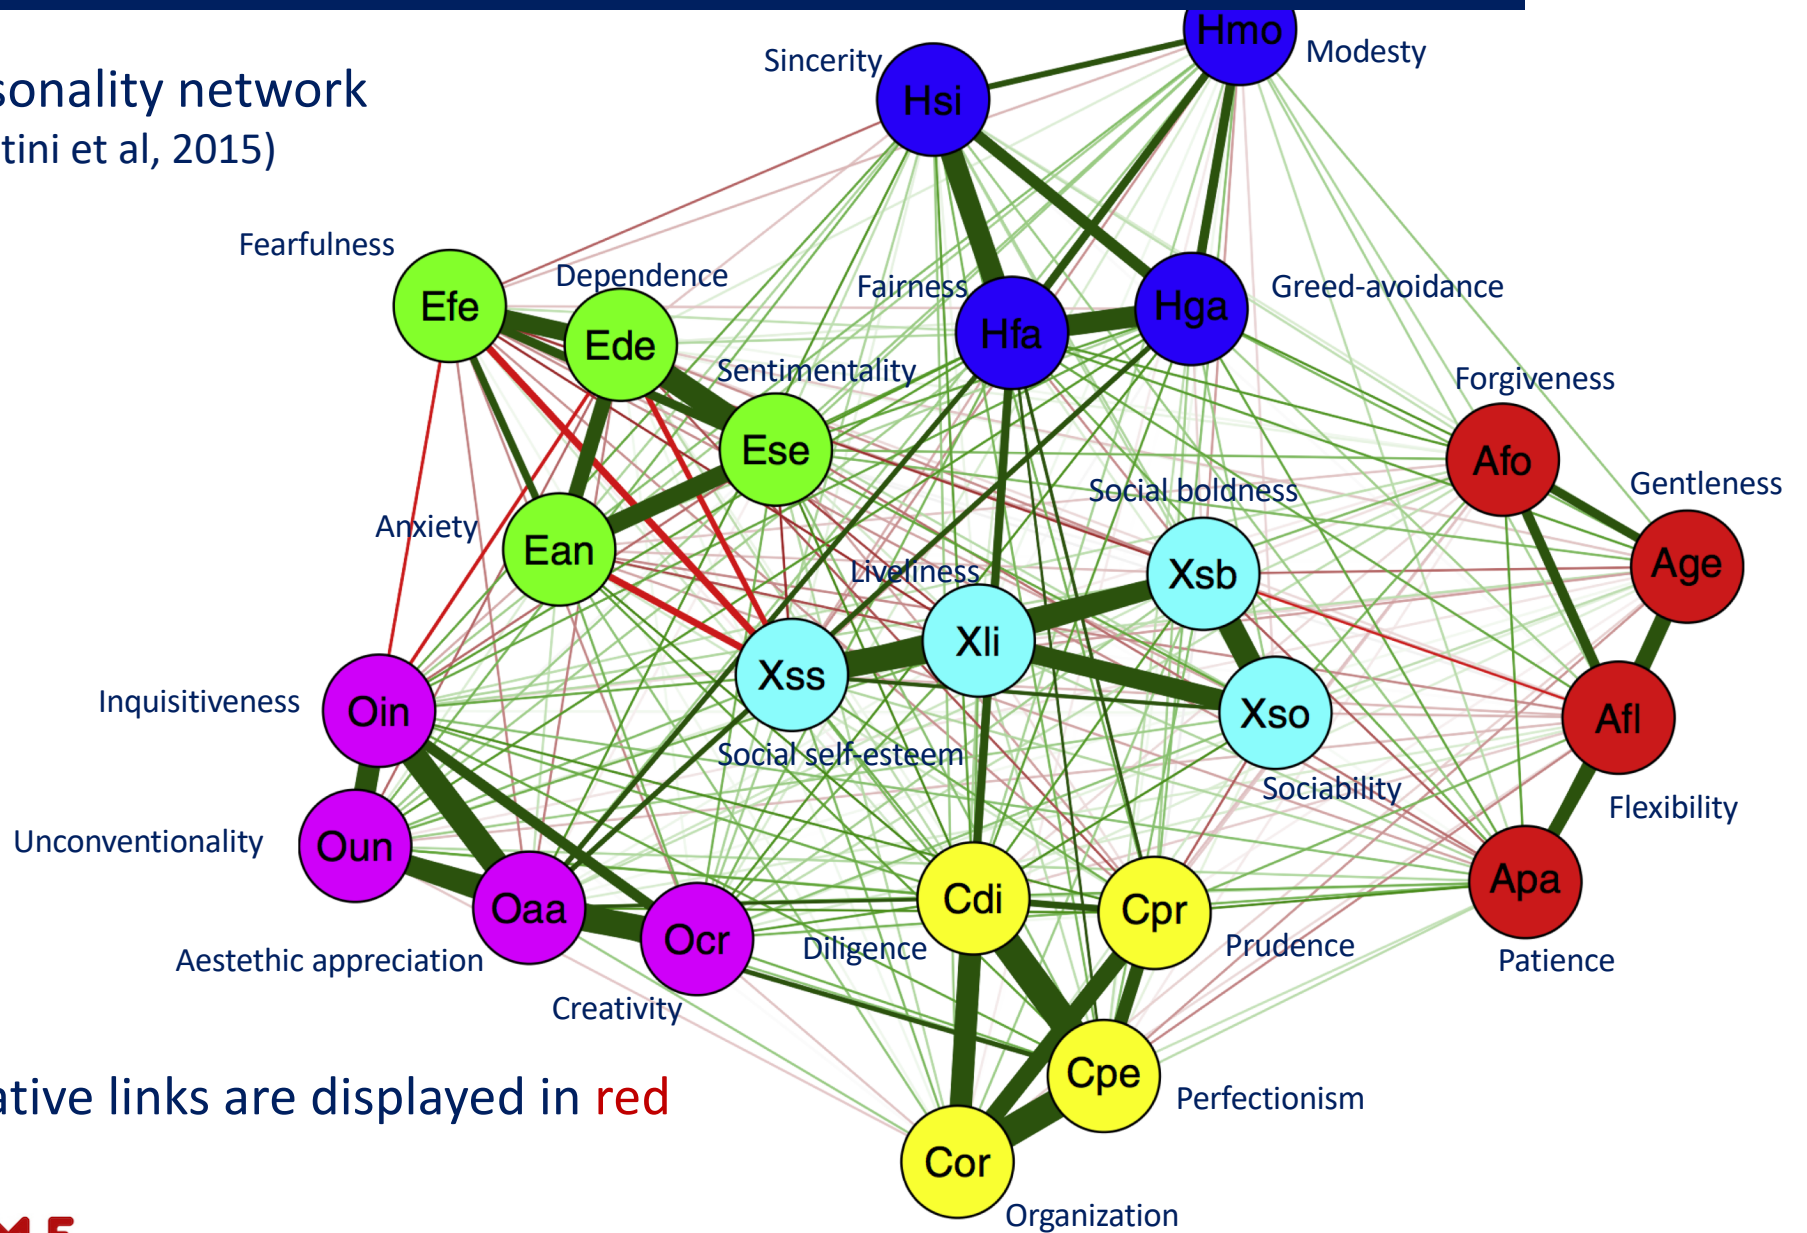 Hmo
Modesty
Sincerity
Hsi
sonality network
tini et al, 2015)
Fearfulness
Efe
Dependence
Ede
Fairness
Hfa
Hga
Greed-avoidance
Sentimentality
Ese
Forgiveness
Afo
Gentleness
Age
Social boldness
Xsb
Anxiety
Ean
Liveliness
Xli
Xss
Social self-esteem
Xso
Sociability
Afl
Flexibility
Inquisitiveness
Oin
Unconventionality
Oun
Oaa
Aestethic appreciation
Ocr
Creativity
Cdi
Diligence
Cpr
Prudence
Apa
Patience
Cpe
Perfectionism
Cor
Organization
ative links are displayed in red